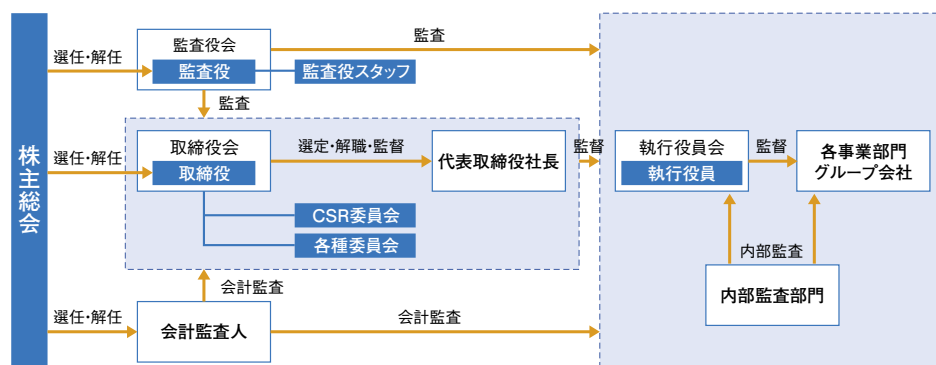 株主総会
選任・解任
監査役会
監査役
監査役スタッフ
監査
監査
選任・解任
取締役会
取締役
選定・解職・監督
代表取締役社長
監督
CSR委員会
各種委員会
執行役員会
執行役員
監督
各事業部門
グループ会社
内部監査
内部監査部門
会計監査
選任・解任
会計監査人
会計監査